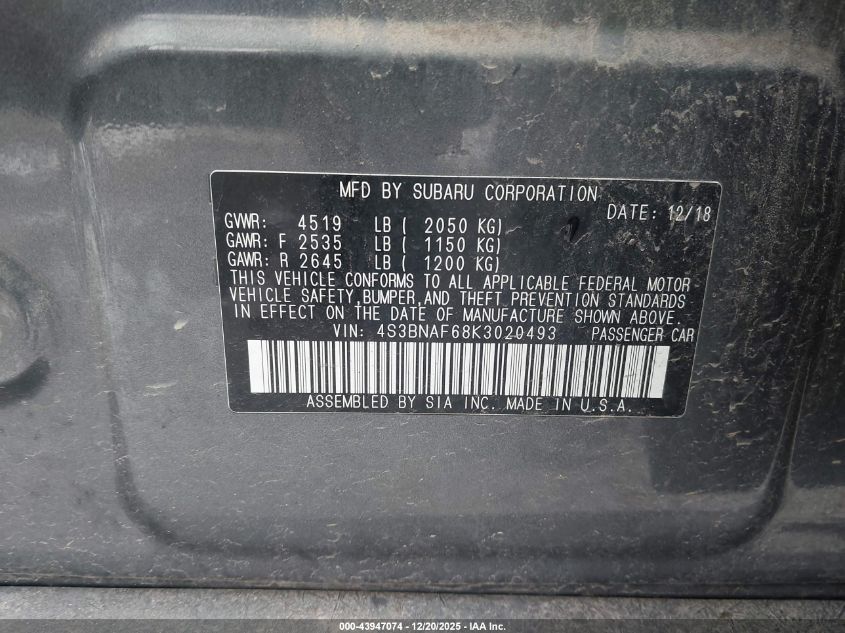 MFD BY SUBARU CORPORATION
DATE: 12/18
GVWR: 4519 LB ( 2050 KG)
GAWR: F 2535 LB ( 1150 KG)
GAWR: R 2645 LB ( 1200 KG)
THIS VEHICLE CONFORMS TO ALL APPLICABLE FEDERAL MOTOR
VEHICLE SAFETY,BUMPER,AND THEFT PREVENTION STANDARDS
IN EFFECT ON THE DATE OF MANUFACTURE SHOWN ABOVE.
VIN: 4S3BNAF68K3020493 PASSENGER CAR
ASSEMBLED BY SIA INC. MADE IN U.S.A.
000-43947074 - 12/20/2025 - IAA Inc.